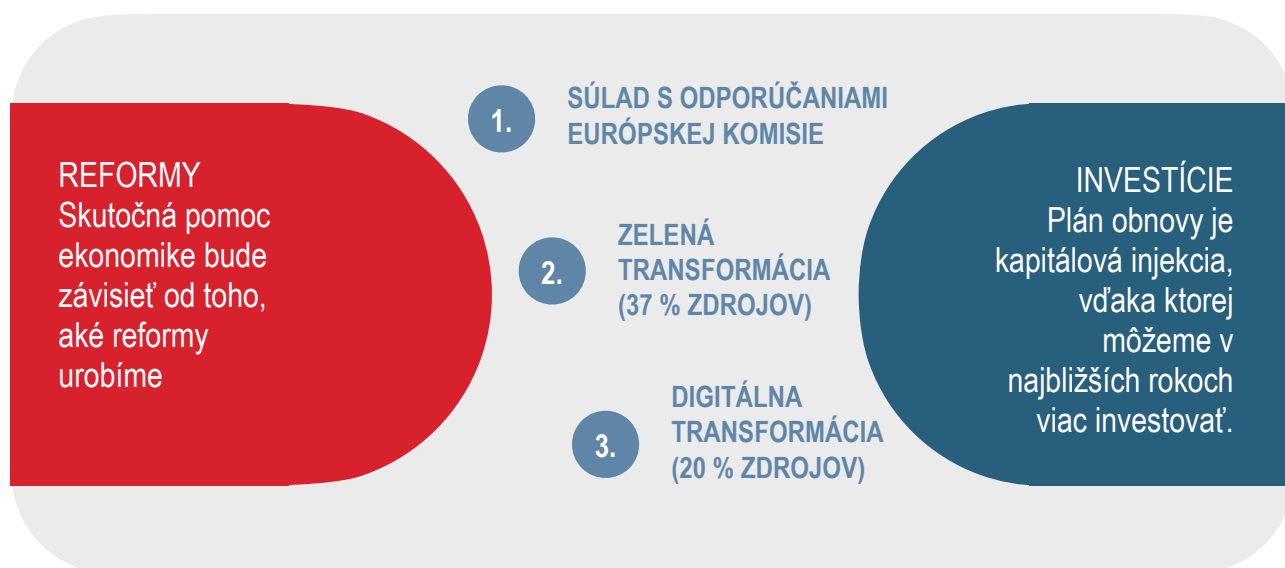 REFORMY
Skutočná pomoc
ekonomike bude
závisieť od toho,
aké reformy
urobíme
1.
SÚLAD S ODPORÚČANIAMI
EURÓPSKEJ KOMISIE
2.
ZELENÁ
TRANSFORMÁCIA
(37 % ZDROJOV)
3.
DIGITÁLNA
TRANSFORMÁCIA
(20 % ZDROJOV)
INVESTÍCIE
Plán obnovy je
kapitálová injekcia,
vďaka ktorej
môžeme v
najbližších rokoch
viac investovať.